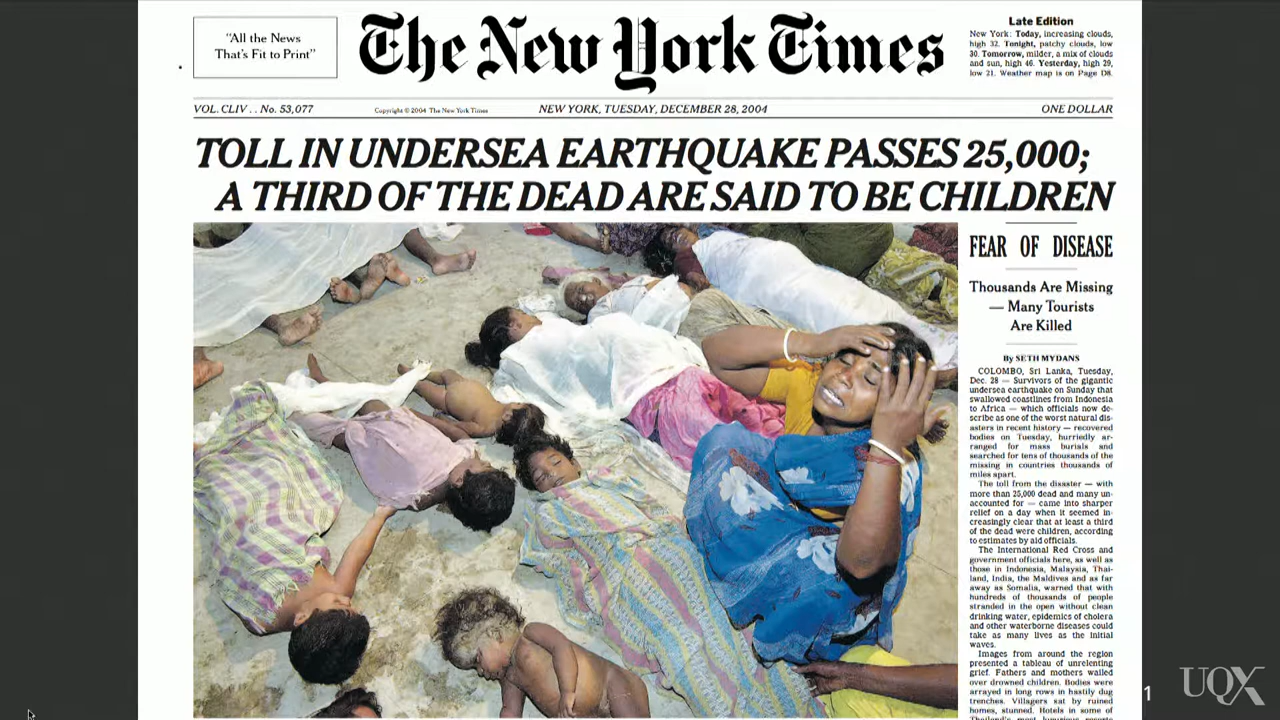 "All the News
That's Fit to Print"
The New York Times
Late Edition
New York: Today, increasing clouds,
high 32. Tonight, patchy clouds, low
30. Tomorrow, milder, a mix of clouds
and sun, high 46. Yesterday, high 29,
low 21. Weather map is on Page D8.
VOL. CLIV . . No. 53,077
Copyright © 2004 The New York Times
NEW YORK, TUESDAY, DECEMBER 28, 2004
ONE DOLLAR
TOLL IN UNDERSEA EARTHQUAKE PASSES 25,000;
A THIRD OF THE DEAD ARE SAID TO BE CHILDREN
FEAR OF DISEASE
Thousands Are Missing
— Many Tourists
Are Killed
By SETH MYDANS
COLOMBO, Sri Lanka, Tuesday,
Dec. 28 — Survivors of the gigantic
undersea earthquake on Sunday that
swallowed coastlines from Indonesia
to Africa — which officials now de-
scribe as one of the worst natural dis-
asters in recent history — recovered
bodies on Tuesday, hurriedly ar-
ranged for mass burials and
searched for tens of thousands of the
missing in countries thousands of
miles apart.
The toll from the disaster — with
more than 25,000 dead and many un-
accounted for — came into sharper
relief on a day when it seemed in-
creasingly clear that at least a third
of the dead were children, according
to estimates by aid officials.
The International Red Cross and
government officials here, as well as
those in Indonesia, Malaysia, Thai-
land, India, the Maldives and as far
away as Somalia, warned that with
hundreds of thousands of people
stranded in the open without clean
drinking water, epidemics of cholera
and other waterborne diseases could
take as many lives as the initial
waves.
Images from around the region
presented a tableau of unrelenting
grief. Fathers and mothers wailed
over drowned children. Bodies were
arrayed in long rows in hastily dug
trenches. Villagers sat by ruined
homes, stunned. Hotels in some of
Thailand's most luxurious resorts
1
UQX